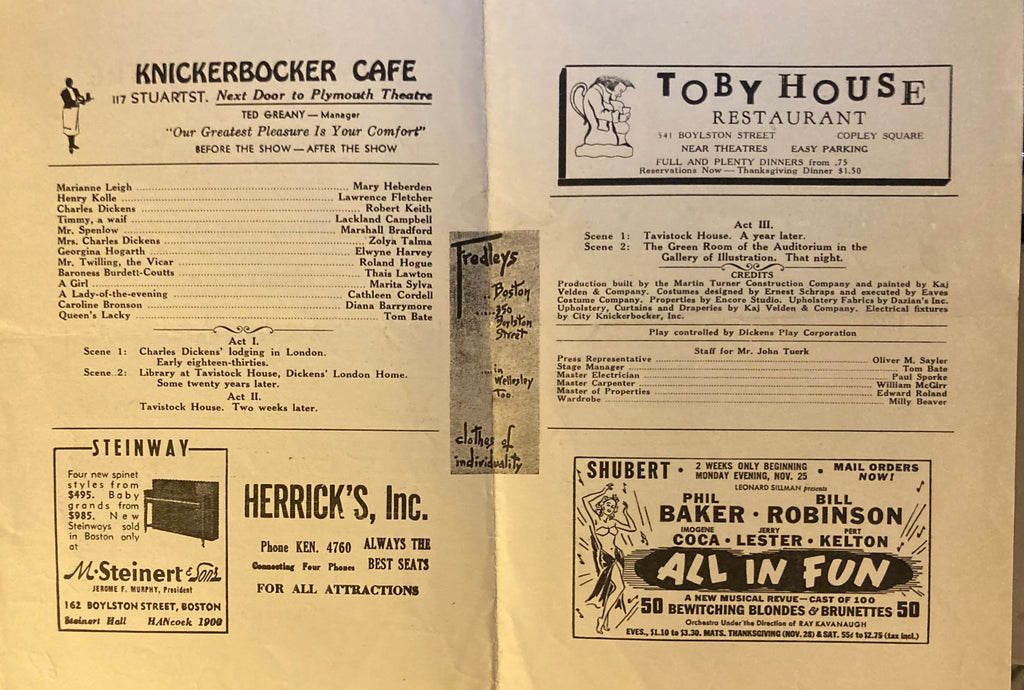 KNICKERBOCKER CAFE
117 STUART ST. Next Door to Plymouth Theatre
TED GREANY — Manager
"Our Greatest Pleasure Is Your Comfort"
BEFORE THE SHOW — AFTER THE SHOW
Marianne Leigh ........ Mary Heberden
Henry Kolle ........ Lawrence Fletcher
Charles Dickens ........ Robert Keith
Timmy, a waif ........ Lackland Campbell
Mr. Spenlow ........ Marshall Bradford
Mrs. Charles Dickens ........ Zolya Talma
Georgina Hogarth ........ Elwyne Harvey
Mr. Twilling, the Vicar ........ Roland Hogue
Baroness Burdett-Coutts ........ Thais Lawton
A Girl ........ Marita Sylva
A Lady-of-the-evening ........ Cathleen Cordell
Caroline Bronson ........ Diana Barrymore
Queen's Lacky ........ Tom Bate
Act I.
Scene 1: Charles Dickens' lodging in London.
Early eighteen-thirties.
Scene 2: Library at Tavistock House, Dickens' London Home.
Some twenty years later.
Act II.
Tavistock House. Two weeks later.
STEINWAY
Four new spinet
styles from
$495. Baby
grands from
$985. New
Steinways sold
in Boston only
at
M. Steinert & Sons
JEROME F. MURPHY, President
162 BOYLSTON STREET, BOSTON
Steinert Hall HANcock 1900
HERRICK'S, Inc.
Phone KEN. 4760 ALWAYS THE
Connecting Four Phones BEST SEATS
FOR ALL ATTRACTIONS
Fredleys
..Boston
.....350
Boylston
Street
...in
Wellesley
Too
clothes of
individuality
TOBY HOUSE
RESTAURANT
541 BOYLSTON STREET COPLEY SQUARE
NEAR THEATRES EASY PARKING
FULL AND PLENTY DINNERS from .75
Reservations Now — Thanksgiving Dinner $1.50
Act III.
Scene 1: Tavistock House. A year later.
Scene 2: The Green Room of the Auditorium in the
Gallery of Illustration. That night.
CREDITS
Production built by the Martin Turner Construction Company and painted by Kaj
Velden & Company. Costumes designed by Ernest Schraps and executed by Eaves
Costume Company. Properties by Encore Studio. Upholstery Fabrics by Dazian's Inc.
Upholstery, Curtains and Draperies by Kaj Velden & Company. Electrical fixtures
by City Knickerbocker, Inc.
Play controlled by Dickens Play Corporation
Staff for Mr. John Tuerk
Press Representative ........ Oliver M. Sayler
Stage Manager ........ Tom Bate
Master Electrician ........ Paul Sporke
Master Carpenter ........ William McGirr
Master of Properties ........ Edward Roland
Wardrobe ........ Milly Beaver
SHUBERT • 2 WEEKS ONLY BEGINNING MONDAY EVENING, NOV. 25 • MAIL ORDERS NOW!
LEONARD SILLMAN presents
PHIL BILL
BAKER • ROBINSON
IMOGENE JERRY PERT
COCA • LESTER • KELTON
ALL IN FUN
A NEW MUSICAL REVUE—CAST OF 100
50 BEWITCHING BLONDES & BRUNETTES 50
Orchestra Under the Direction of RAY KAVANAUGH
EVES., $1.10 to $3.30. MATS. THANKSGIVING (NOV. 28) & SAT. 55¢ to $2.75 (tax incl.)